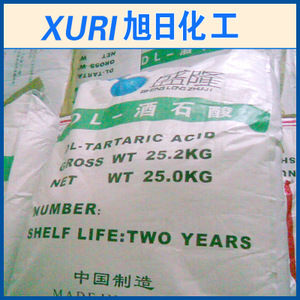 XURI 旭日化工
DL-酒石酸
DL-TARTARIC ACID
GROSS WT 25.2KG
NET WT 25.0KG
NUMBER:
SHELF LIFE:TWO YEARS
中国制造